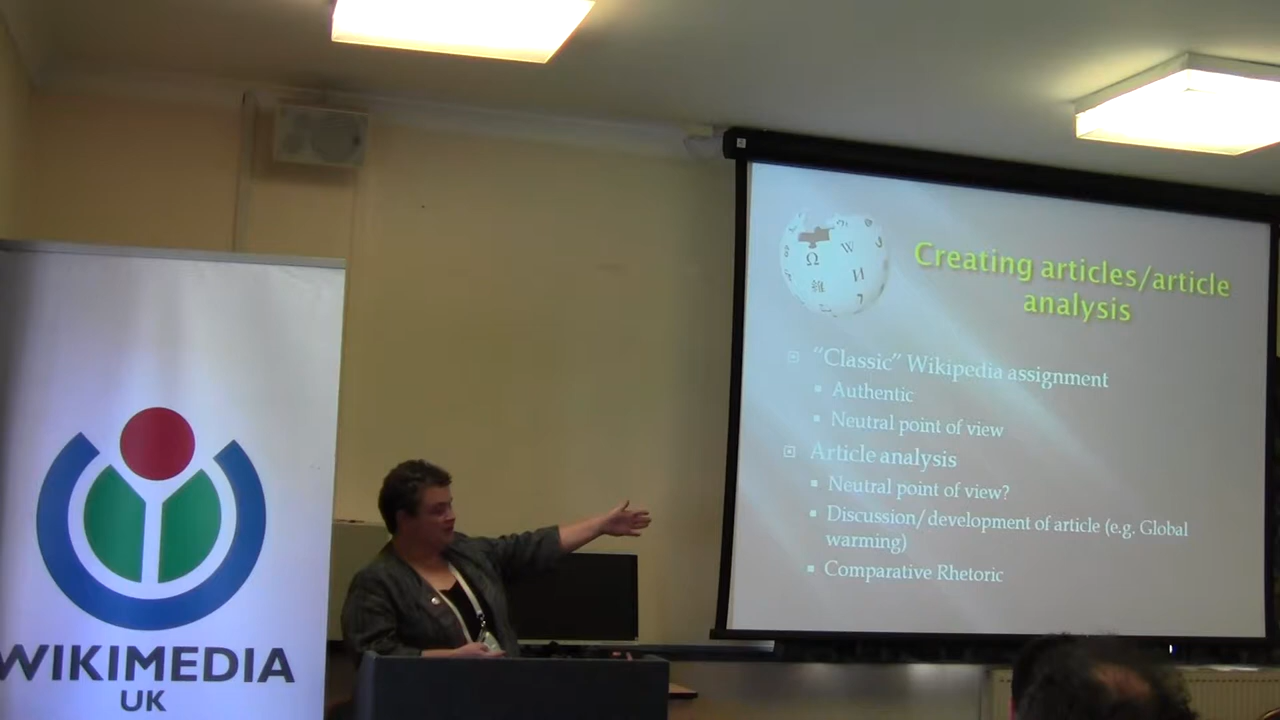 WIKIMEDIA
UK
Creating articles/article
analysis
“Classic” Wikipedia assignment
Authentic
Neutral point of view
Article analysis
Neutral point of view?
Discussion/development of article (e.g. Global
warming)
Comparative Rhetoric